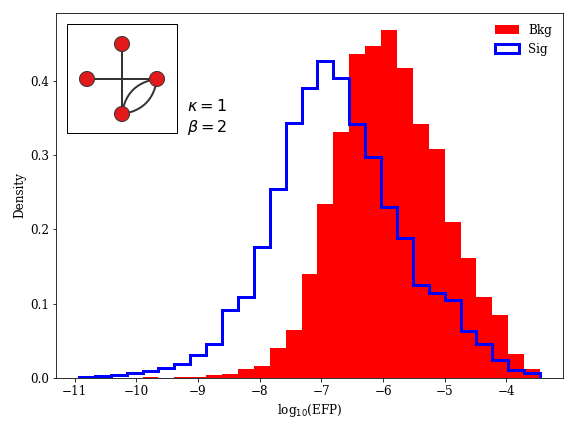 Bkg
Sig
κ = 1
β = 2
Density
0.4
0.3
0.2
0.1
0.0
−11 −10 −9 −8 −7 −6 −5 −4
log₁₀(EFP)